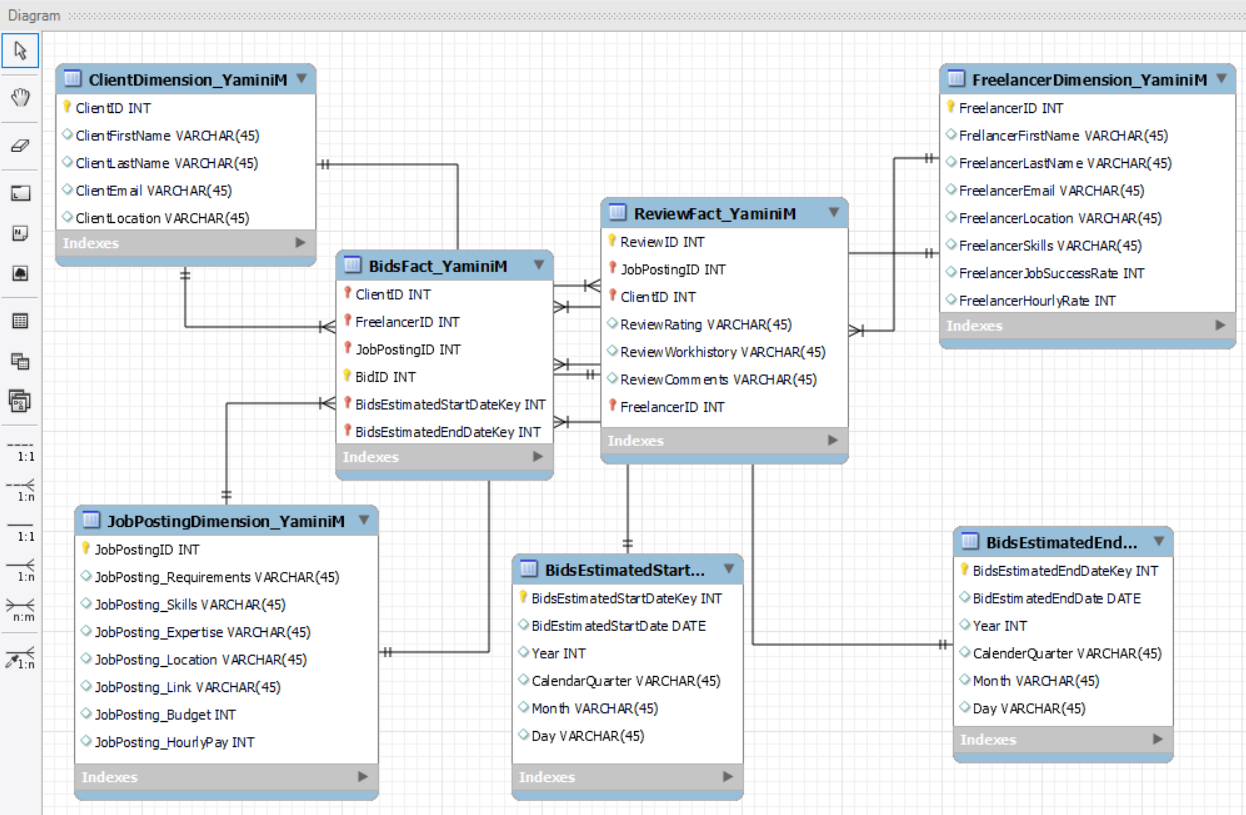 Diagram
ClientDimension_YaminiM
ClientID INT
ClientFirstName VARCHAR(45)
ClientLastName VARCHAR(45)
ClientEmail VARCHAR(45)
ClientLocation VARCHAR(45)
Indexes
FreelancerDimension_YaminiM
FreelancerID INT
FrellancerFirstName VARCHAR(45)
FreelancerLastName VARCHAR(45)
FreelancerEmail VARCHAR(45)
FreelancerLocation VARCHAR(45)
FreelancerSkills VARCHAR(45)
FreelancerJobSuccessRate INT
FreelancerHourlyRate INT
Indexes
BidsFact_YaminiM
ClientID INT
FreelancerID INT
JobPostingID INT
BidID INT
BidsEstimatedStartDateKey INT
BidsEstimatedEndDateKey INT
Indexes
ReviewFact_YaminiM
ReviewID INT
JobPostingID INT
ClientID INT
ReviewRating VARCHAR(45)
ReviewWorkhistory VARCHAR(45)
ReviewComments VARCHAR(45)
FreelancerID INT
Indexes
JobPostingDimension_YaminiM
JobPostingID INT
JobPosting_Requirements VARCHAR(45)
JobPosting_Skills VARCHAR(45)
JobPosting_Expertise VARCHAR(45)
JobPosting_Location VARCHAR(45)
JobPosting_Link VARCHAR(45)
JobPosting_Budget INT
JobPosting_HourlyPay INT
Indexes
BidsEstimatedStart...
BidsEstimatedStartDateKey INT
BidEstimatedStartDate DATE
Year INT
CalendarQuarter VARCHAR(45)
Month VARCHAR(45)
Day VARCHAR(45)
Indexes
BidsEstimatedEnd...
BidsEstimatedEndDateKey INT
BidEstimatedEndDate DATE
Year INT
CalenderQuarter VARCHAR(45)
Month VARCHAR(45)
Day VARCHAR(45)
Indexes
1:1
1:n
1:1
1:n
n:m
1:n